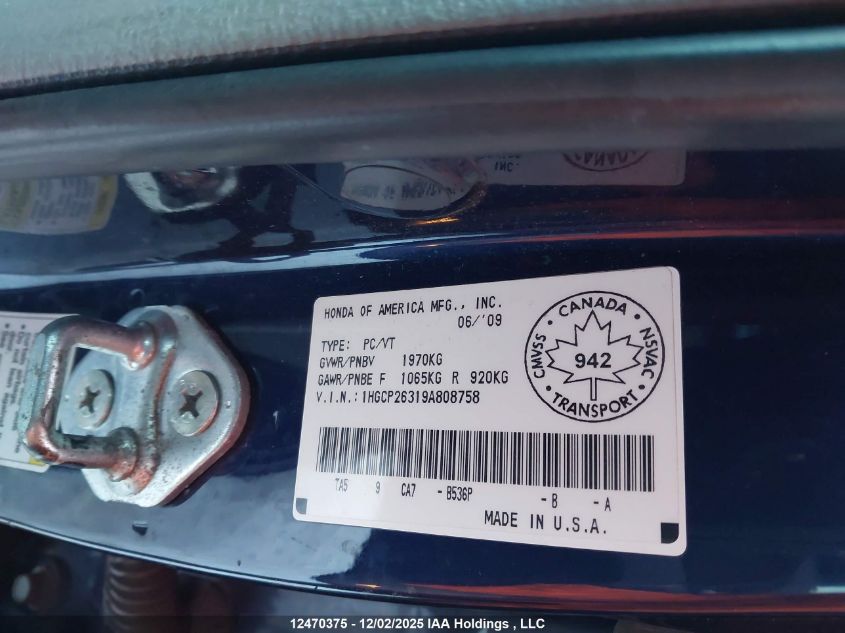 HONDA OF AMERICA MFG., INC.
06/'09
TYPE: PC/VT
GVWR/PNBV 1970KG
GAWR/PNBE F 1065KG R 920KG
V.I.N.: 1HGCP26319A808758
CANADA
CMVSS
942
NSVAC
TRANSPORT
TA5 9 CA7 - B536P - B - A
MADE IN U.S.A.
12470375 - 12/02/2025 IAA Holdings , LLC